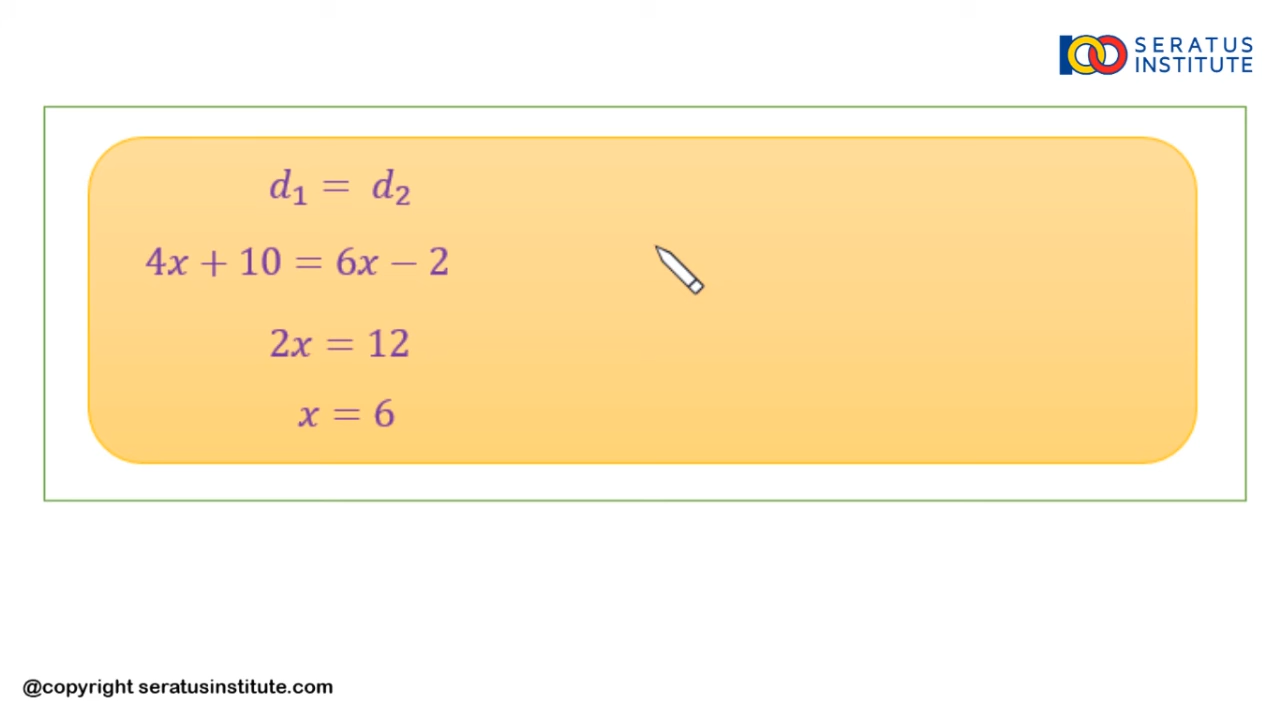 SERATUS
INSTITUTE
d₁ = d₂
4x + 10 = 6x − 2
2x = 12
x = 6
@copyright seratusinstitute.com